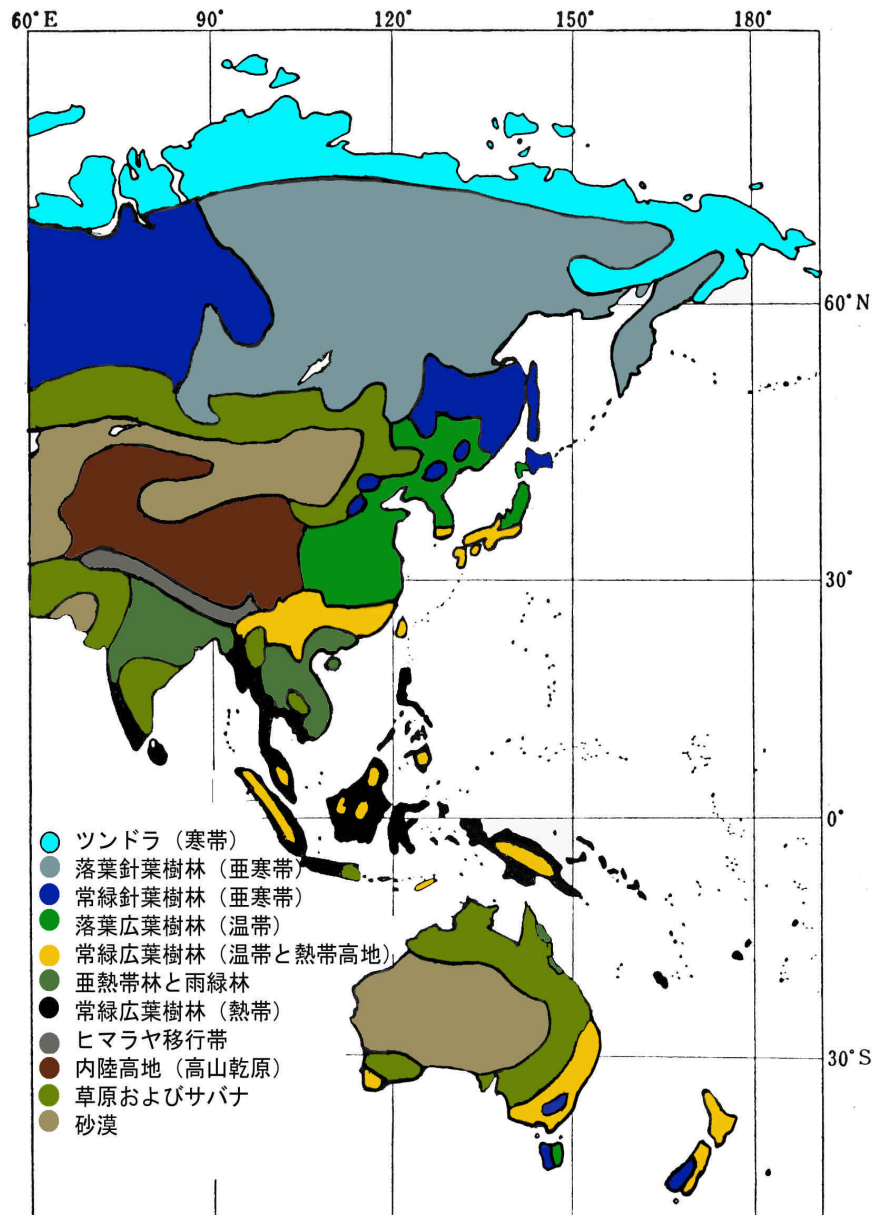 60°E 90° 120° 150° 180°
60°N
30°
0°
ツンドラ（寒帯）
落葉針葉樹林（亜寒帯）
常緑針葉樹林（亜寒帯）
落葉広葉樹林（温帯）
常緑広葉樹林（温帯と熱帯高地）
亜熱帯林と雨緑林
常緑広葉樹林（熱帯）
ヒマラヤ移行帯
内陸高地（高山乾原）
草原およびサバナ
砂漠
30°S